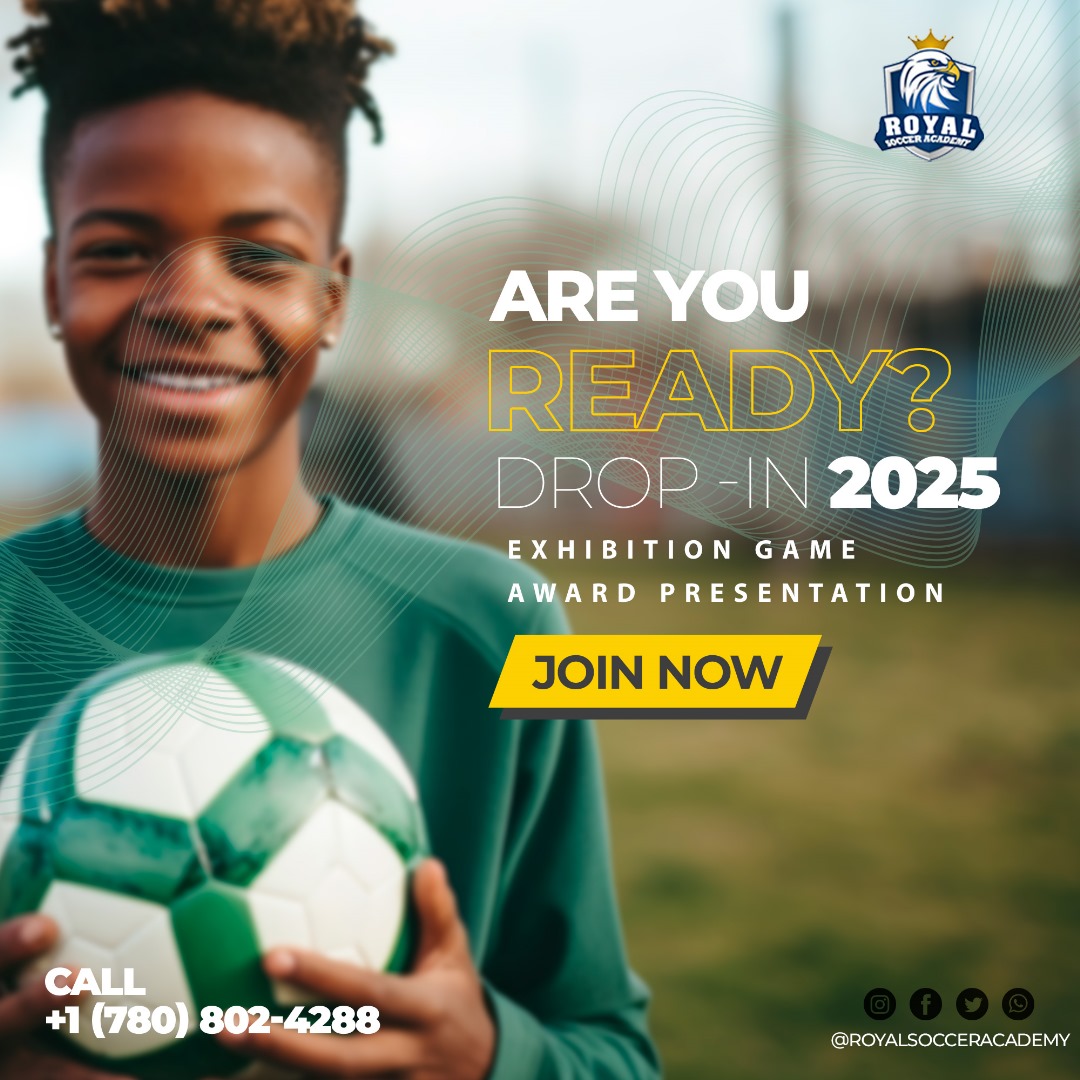 ROYAL
SOCCER ACADEMY
ARE YOU
READY?
DROP -IN 2025
EXHIBITION GAME
AWARD PRESENTATION
JOIN NOW
CALL
+1 (780) 802-4288
@ROYALSOCCERACADEMY